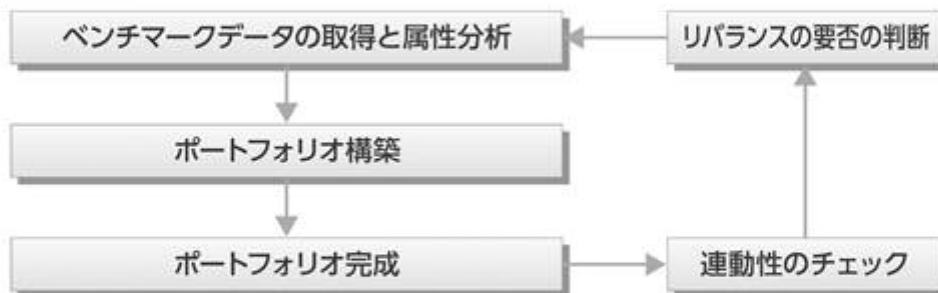 ベンチマークデータの取得と属性分析
リバランスの要否の判断
ポートフォリオ構築
ポートフォリオ完成
連動性のチェック